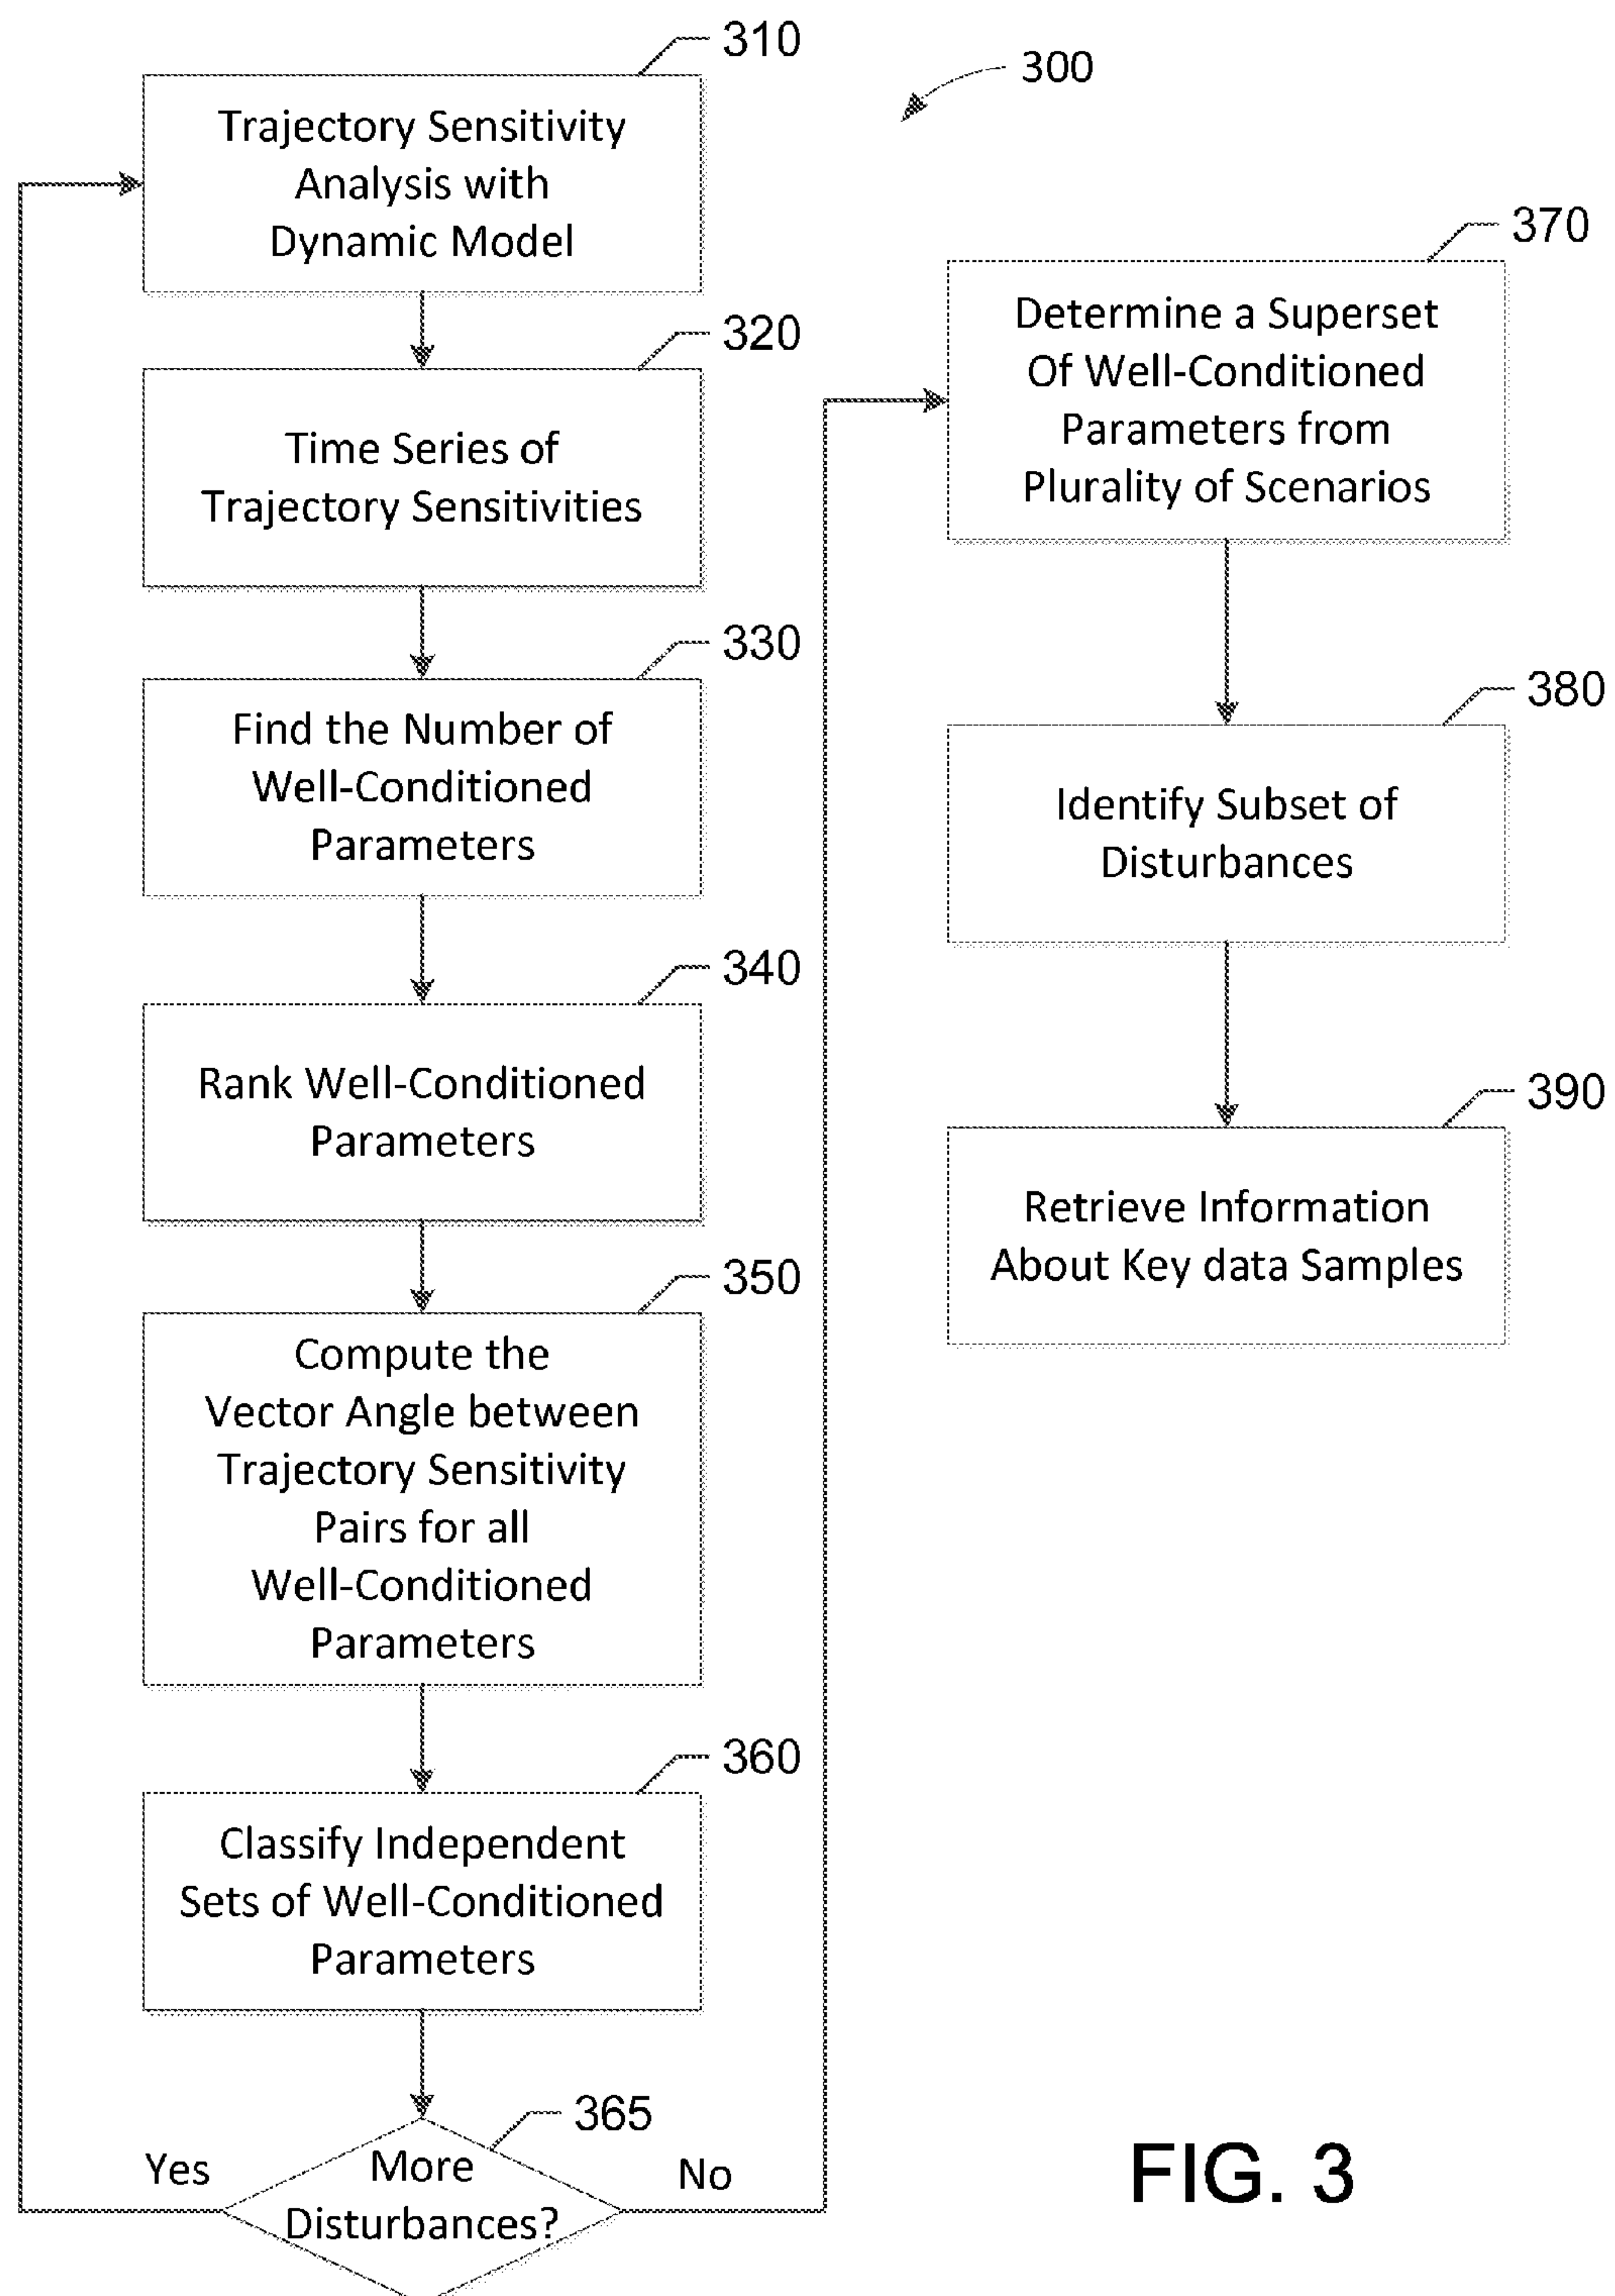 310
300
Trajectory Sensitivity
Analysis with
Dynamic Model
320
Time Series of
Trajectory Sensitivities
330
Find the Number of
Well-Conditioned
Parameters
340
Rank Well-Conditioned
Parameters
350
Compute the
Vector Angle between
Trajectory Sensitivity
Pairs for all
Well-Conditioned
Parameters
360
Classify Independent
Sets of Well-Conditioned
Parameters
365
More
Disturbances?
Yes
No
370
Determine a Superset
Of Well-Conditioned
Parameters from
Plurality of Scenarios
380
Identify Subset of
Disturbances
390
Retrieve Information
About Key data Samples
FIG. 3